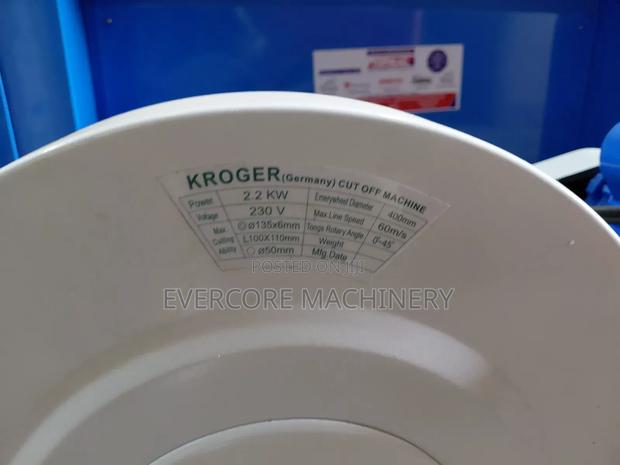 KROGER (Germany) CUT OFF MACHINE
Power 2.2 KW Emerywheel Diameter 400mm
Voltage 230 V Max Line Speed 60m/s
Max Cutting Ability ø135x6mm Tongs Rotary Angle 0°-45°
L100X110mm Weight
ø50mm Mfg.Date
POSTED ON jiji
EVERCORE MACHINERY